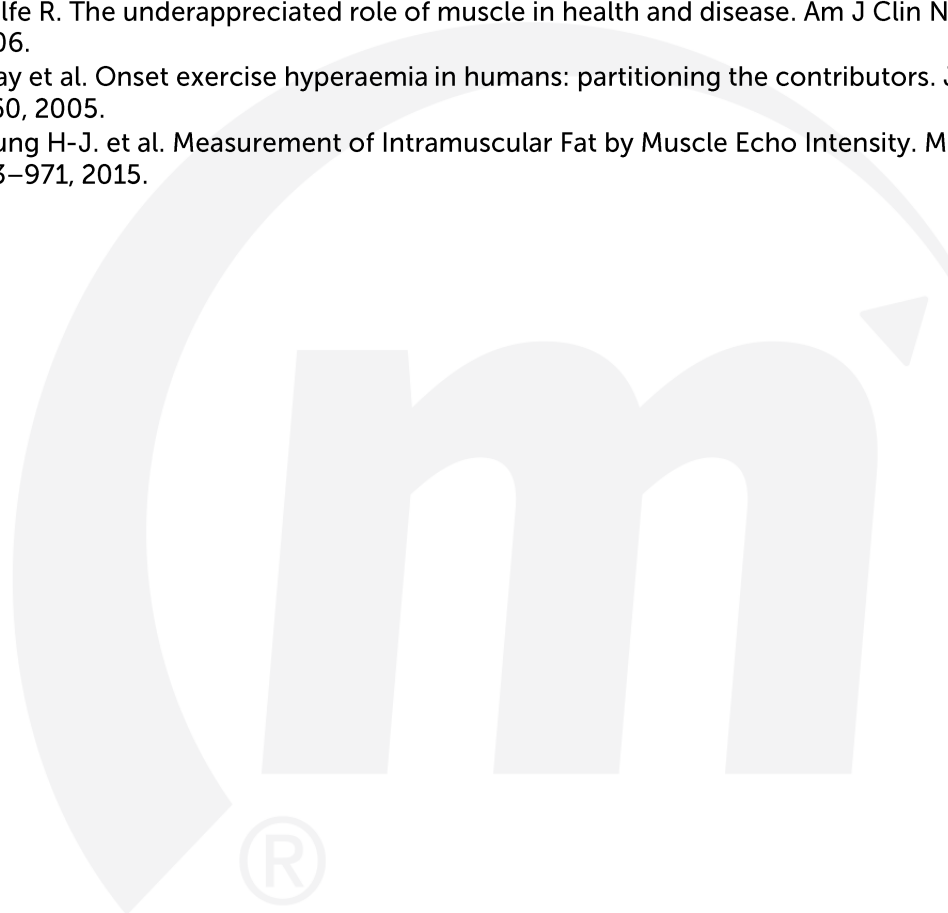 lfe R. The underappreciated role of muscle in health and disease. Am J Clin N
06.
ay et al. Onset exercise hyperaemia in humans: partitioning the contributors. J
60, 2005.
ung H-J. et al. Measurement of Intramuscular Fat by Muscle Echo Intensity. M
3–971, 2015.
m
®